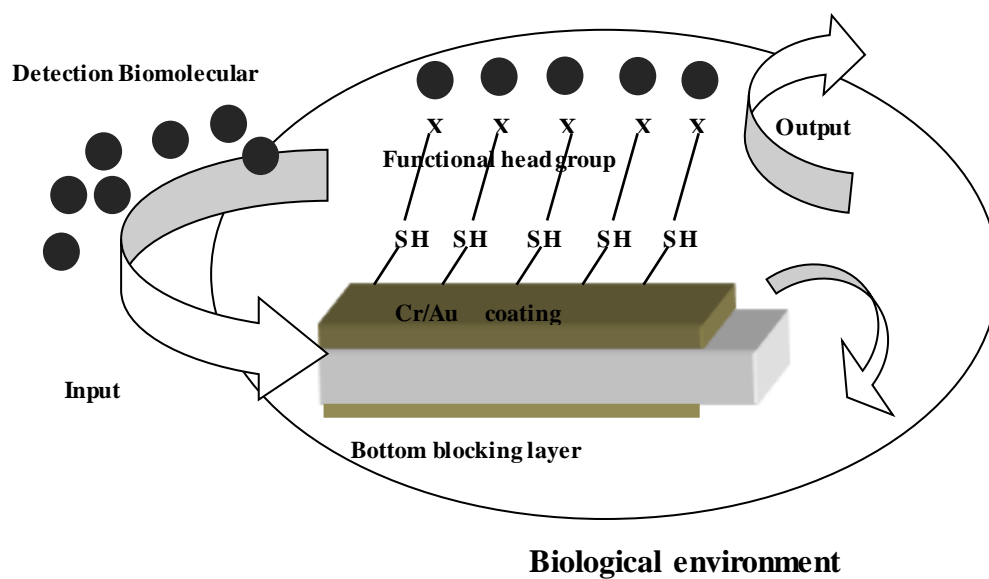 Detection Biomolecular
Output
X X X X X
Functional head group
SH SH SH SH SH
Cr/Au coating
Input
Bottom blocking layer
Biological environment